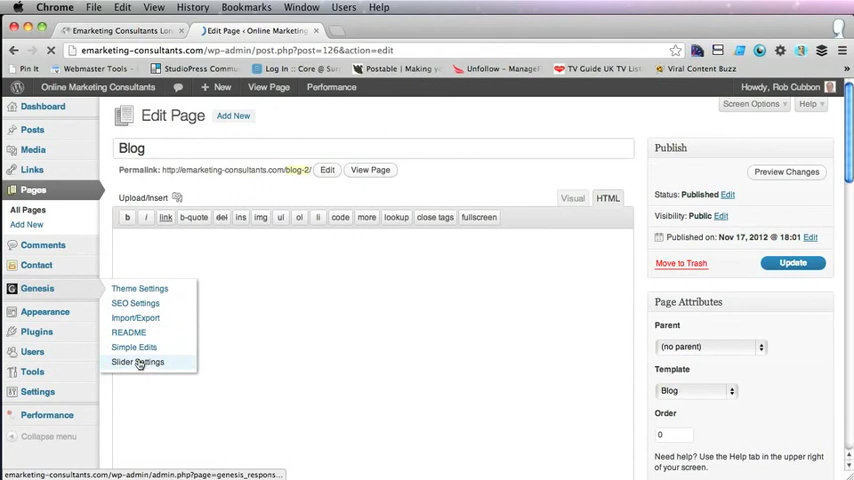 Chrome File Edit View History Bookmarks Window Users Help
Emarketing Consultants Lon
Edit Page ‹ Online Marketing
emarketing-consultants.com/wp-admin/post.php?post=126&action=edit
Pin It Webmaster Tools StudioPress Community Log In :: Core @ Sur Postable | Making yo Unfollow - Manage TV Guide UK TV List Viral Content Buzz
Online Marketing Consultants + New View Page Performance Howdy, Rob Cubbon
Screen Options Help
Dashboard
Posts
Media
Links
Pages
All Pages
Add New
Comments
Contact
Genesis
Appearance
Plugins
Users
Tools
Settings
Performance
Collapse menu
Theme Settings
SEO Settings
Import/Export
README
Simple Edits
Slider Settings
Edit Page Add New
Blog
Permalink: http://emarketing-consultants.com/blog-2/ Edit View Page
Upload/Insert Visual HTML
b i link b-quote del ins img ul ol li code more lookup close tags fullscreen
Publish
Preview Changes
Status: Published Edit
Visibility: Public Edit
Published on: Nov 17, 2012 @ 18:01 Edit
Move to Trash Update
Page Attributes
Parent
(no parent)
Template
Blog
Order
0
Need help? Use the Help tab in the upper right
of your screen.
emarketing-consultants.com/wp-admin/admin.php?page=genesis_respons...